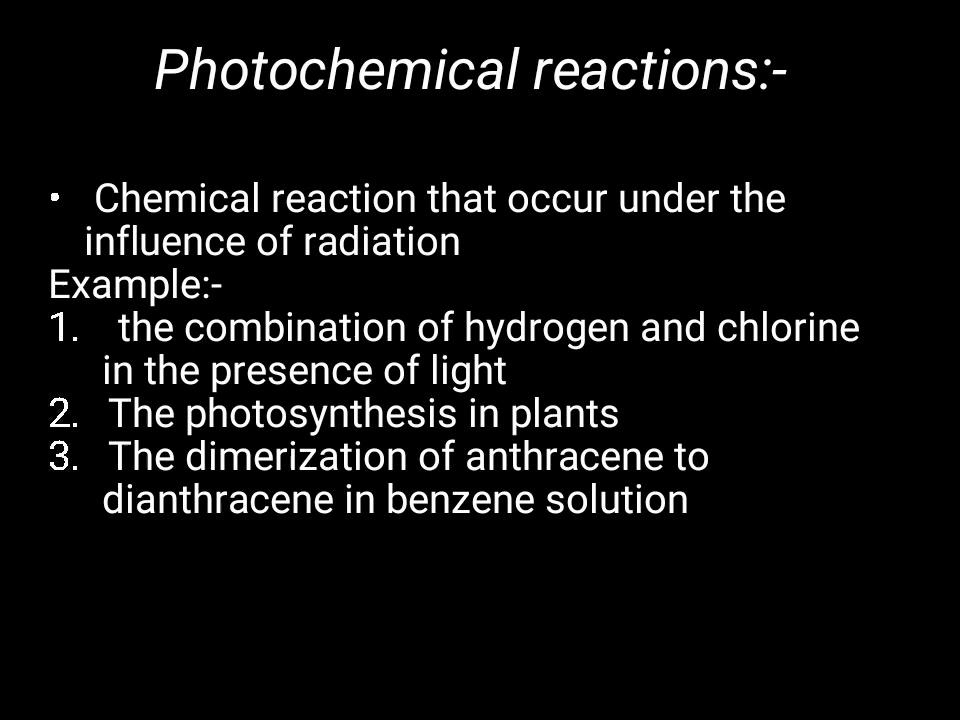 Photochemical reactions:-
• Chemical reaction that occur under the
influence of radiation
Example:-
1. the combination of hydrogen and chlorine
in the presence of light
2. The photosynthesis in plants
3. The dimerization of anthracene to
dianthracene in benzene solution